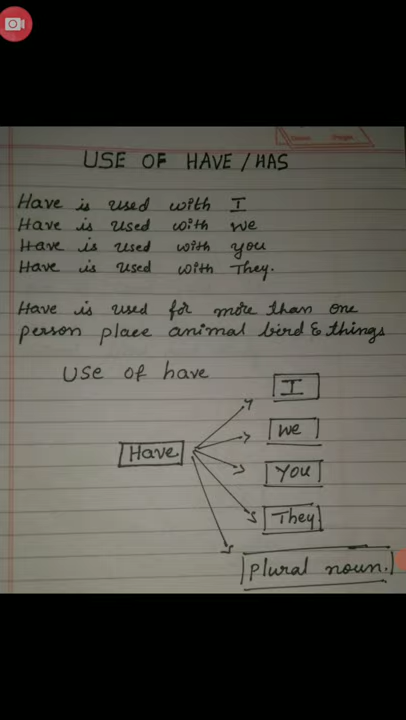 USE OF HAVE / HAS
Have is used with I
Have is used with we
Have is used with you
Have is used with They.
Have is used for more than one
person place animal bird & things
Use of have
I
We
Have
You
They
Plural noun.